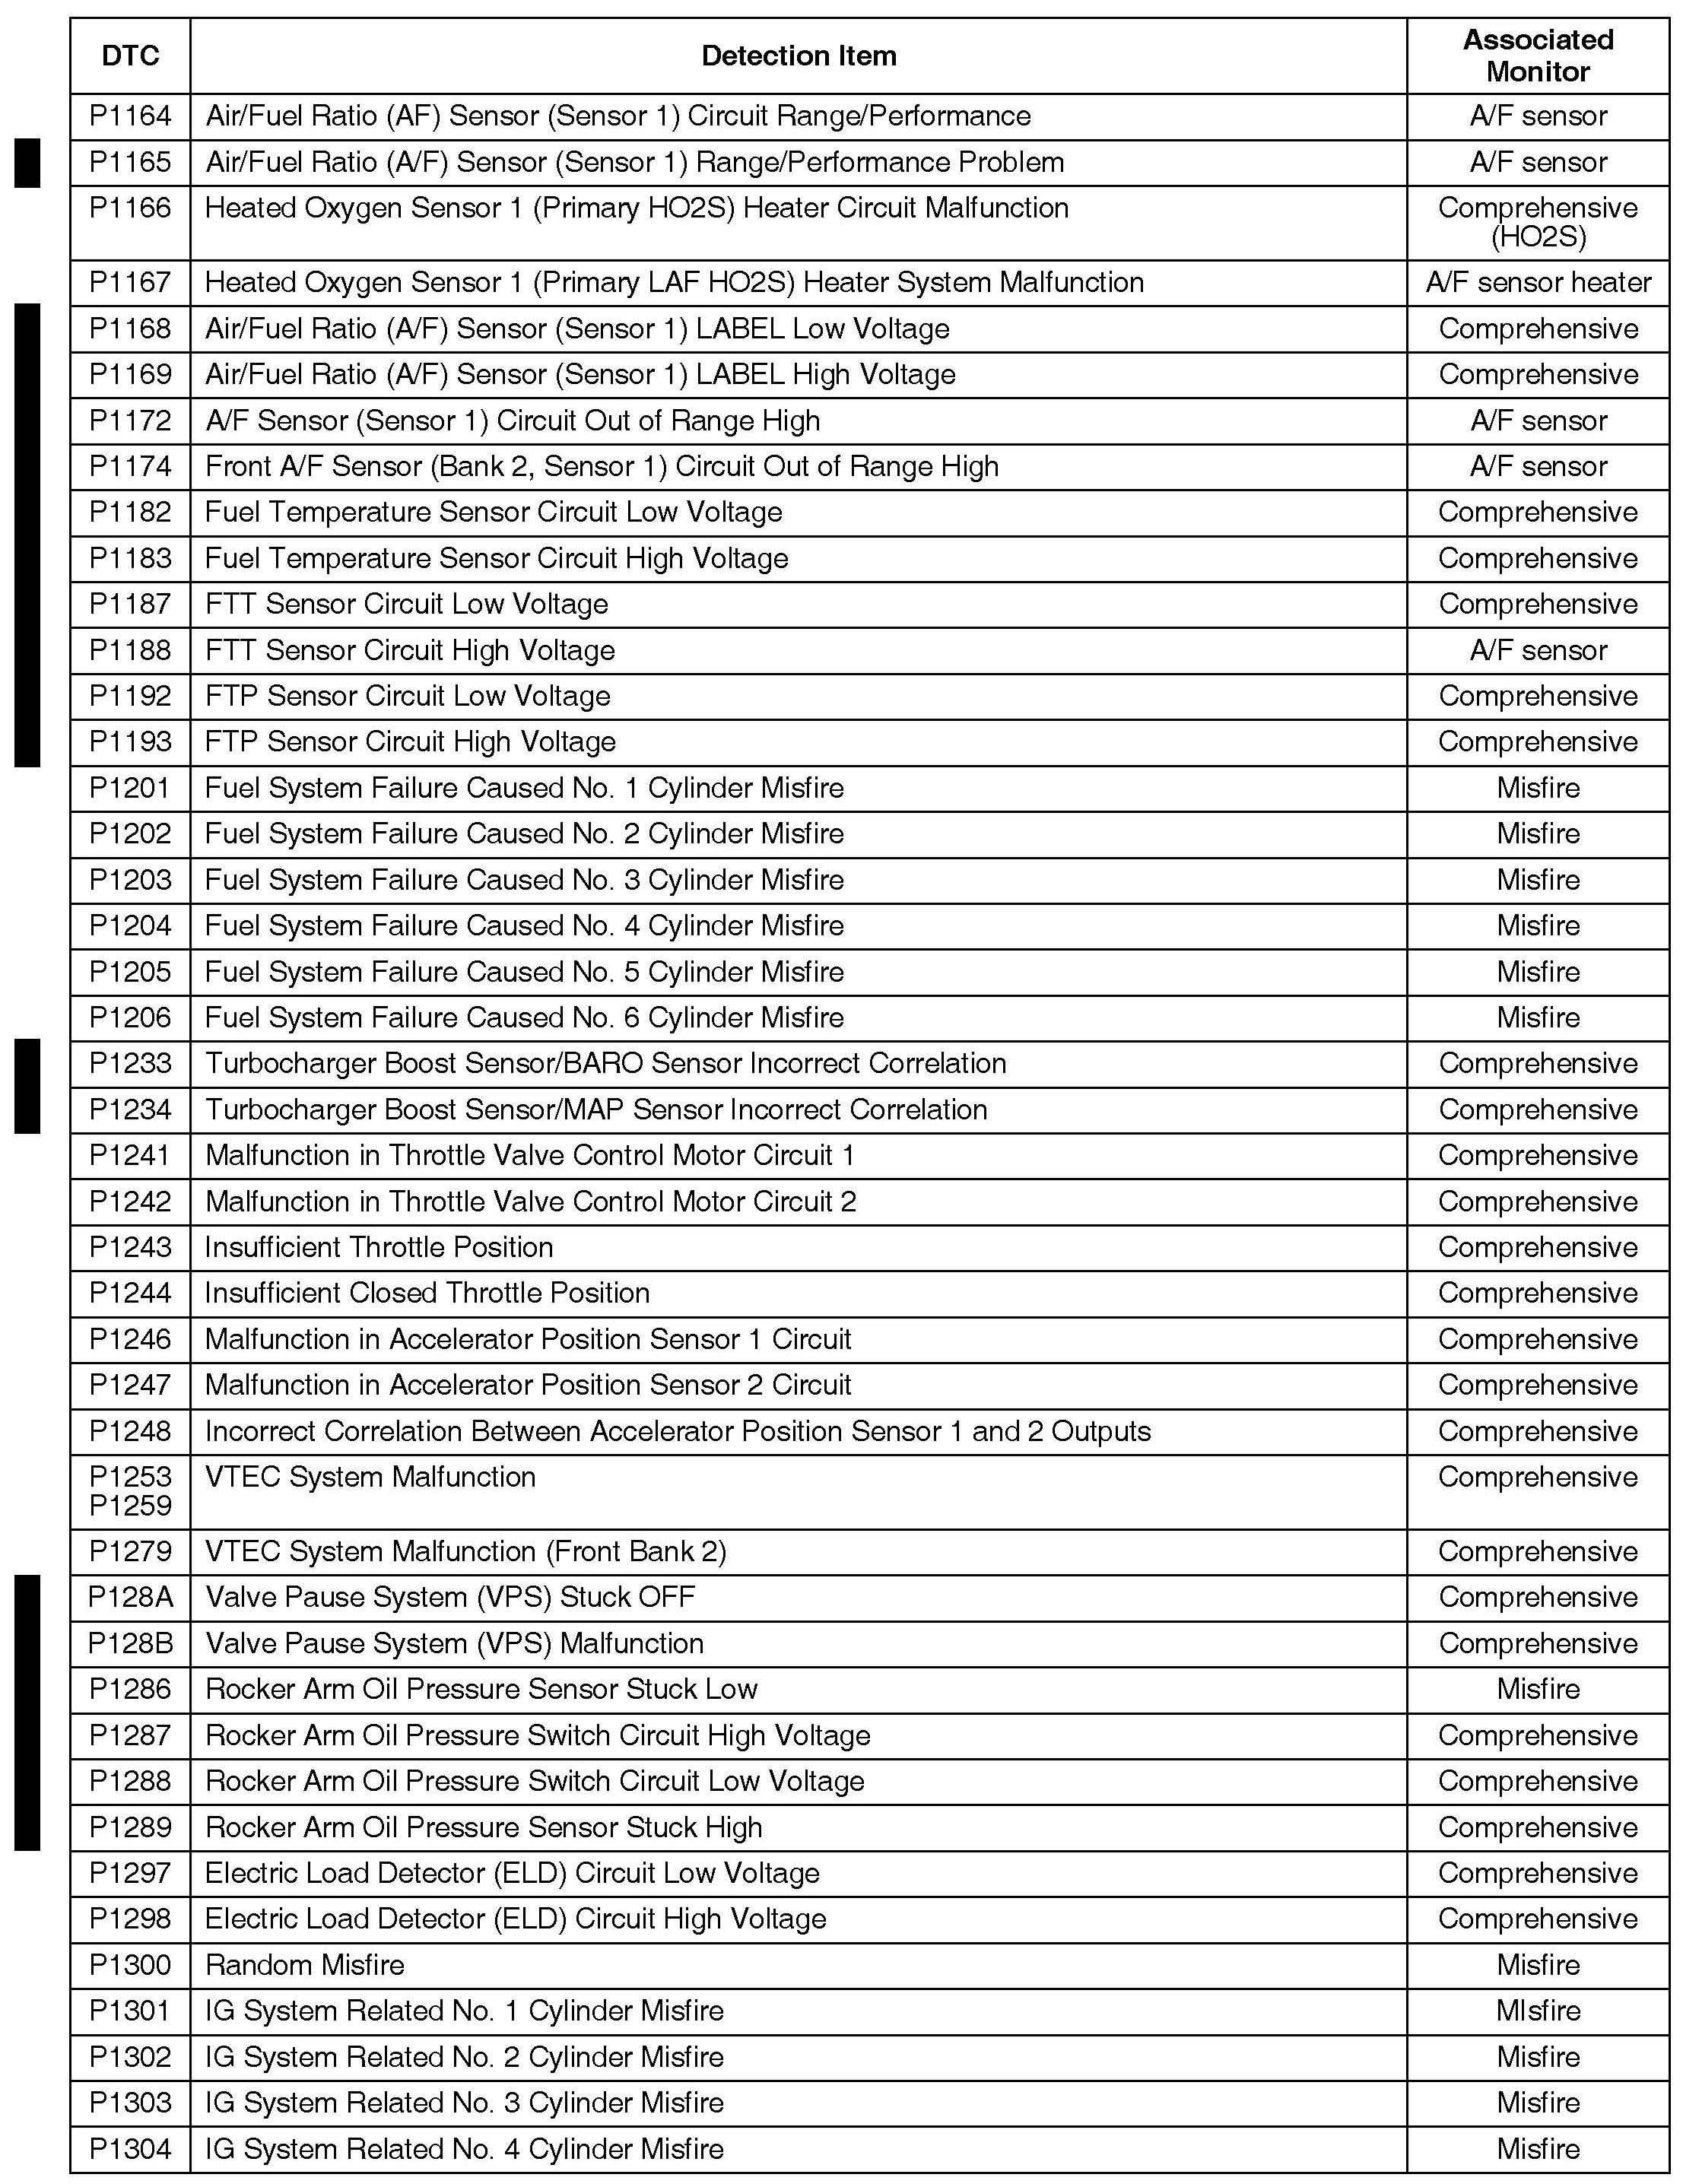 DTC Detection Item Associated
Monitor
P1164 Air/Fuel Ratio (AF) Sensor (Sensor 1) Circuit Range/Performance A/F sensor
P1165 Air/Fuel Ratio (A/F) Sensor (Sensor 1) Range/Performance Problem A/F sensor
P1166 Heated Oxygen Sensor 1 (Primary HO2S) Heater Circuit Malfunction Comprehensive
(HO2S)
P1167 Heated Oxygen Sensor 1 (Primary LAF HO2S) Heater System Malfunction A/F sensor heater
P1168 Air/Fuel Ratio (A/F) Sensor (Sensor 1) LABEL Low Voltage Comprehensive
P1169 Air/Fuel Ratio (A/F) Sensor (Sensor 1) LABEL High Voltage Comprehensive
P1172 A/F Sensor (Sensor 1) Circuit Out of Range High A/F sensor
P1174 Front A/F Sensor (Bank 2, Sensor 1) Circuit Out of Range High A/F sensor
P1182 Fuel Temperature Sensor Circuit Low Voltage Comprehensive
P1183 Fuel Temperature Sensor Circuit High Voltage Comprehensive
P1187 FTT Sensor Circuit Low Voltage Comprehensive
P1188 FTT Sensor Circuit High Voltage A/F sensor
P1192 FTP Sensor Circuit Low Voltage Comprehensive
P1193 FTP Sensor Circuit High Voltage Comprehensive
P1201 Fuel System Failure Caused No. 1 Cylinder Misfire Misfire
P1202 Fuel System Failure Caused No. 2 Cylinder Misfire Misfire
P1203 Fuel System Failure Caused No. 3 Cylinder Misfire Misfire
P1204 Fuel System Failure Caused No. 4 Cylinder Misfire Misfire
P1205 Fuel System Failure Caused No. 5 Cylinder Misfire Misfire
P1206 Fuel System Failure Caused No. 6 Cylinder Misfire Misfire
P1233 Turbocharger Boost Sensor/BARO Sensor Incorrect Correlation Comprehensive
P1234 Turbocharger Boost Sensor/MAP Sensor Incorrect Correlation Comprehensive
P1241 Malfunction in Throttle Valve Control Motor Circuit 1 Comprehensive
P1242 Malfunction in Throttle Valve Control Motor Circuit 2 Comprehensive
P1243 Insufficient Throttle Position Comprehensive
P1244 Insufficient Closed Throttle Position Comprehensive
P1246 Malfunction in Accelerator Position Sensor 1 Circuit Comprehensive
P1247 Malfunction in Accelerator Position Sensor 2 Circuit Comprehensive
P1248 Incorrect Correlation Between Accelerator Position Sensor 1 and 2 Outputs Comprehensive
P1253 VTEC System Malfunction Comprehensive
P1259
P1279 VTEC System Malfunction (Front Bank 2) Comprehensive
P128A Valve Pause System (VPS) Stuck OFF Comprehensive
P128B Valve Pause System (VPS) Malfunction Comprehensive
P1286 Rocker Arm Oil Pressure Sensor Stuck Low Misfire
P1287 Rocker Arm Oil Pressure Switch Circuit High Voltage Comprehensive
P1288 Rocker Arm Oil Pressure Switch Circuit Low Voltage Comprehensive
P1289 Rocker Arm Oil Pressure Sensor Stuck High Comprehensive
P1297 Electric Load Detector (ELD) Circuit Low Voltage Comprehensive
P1298 Electric Load Detector (ELD) Circuit High Voltage Comprehensive
P1300 Random Misfire Misfire
P1301 IG System Related No. 1 Cylinder Misfire MIsfire
P1302 IG System Related No. 2 Cylinder Misfire Misfire
P1303 IG System Related No. 3 Cylinder Misfire Misfire
P1304 IG System Related No. 4 Cylinder Misfire Misfire